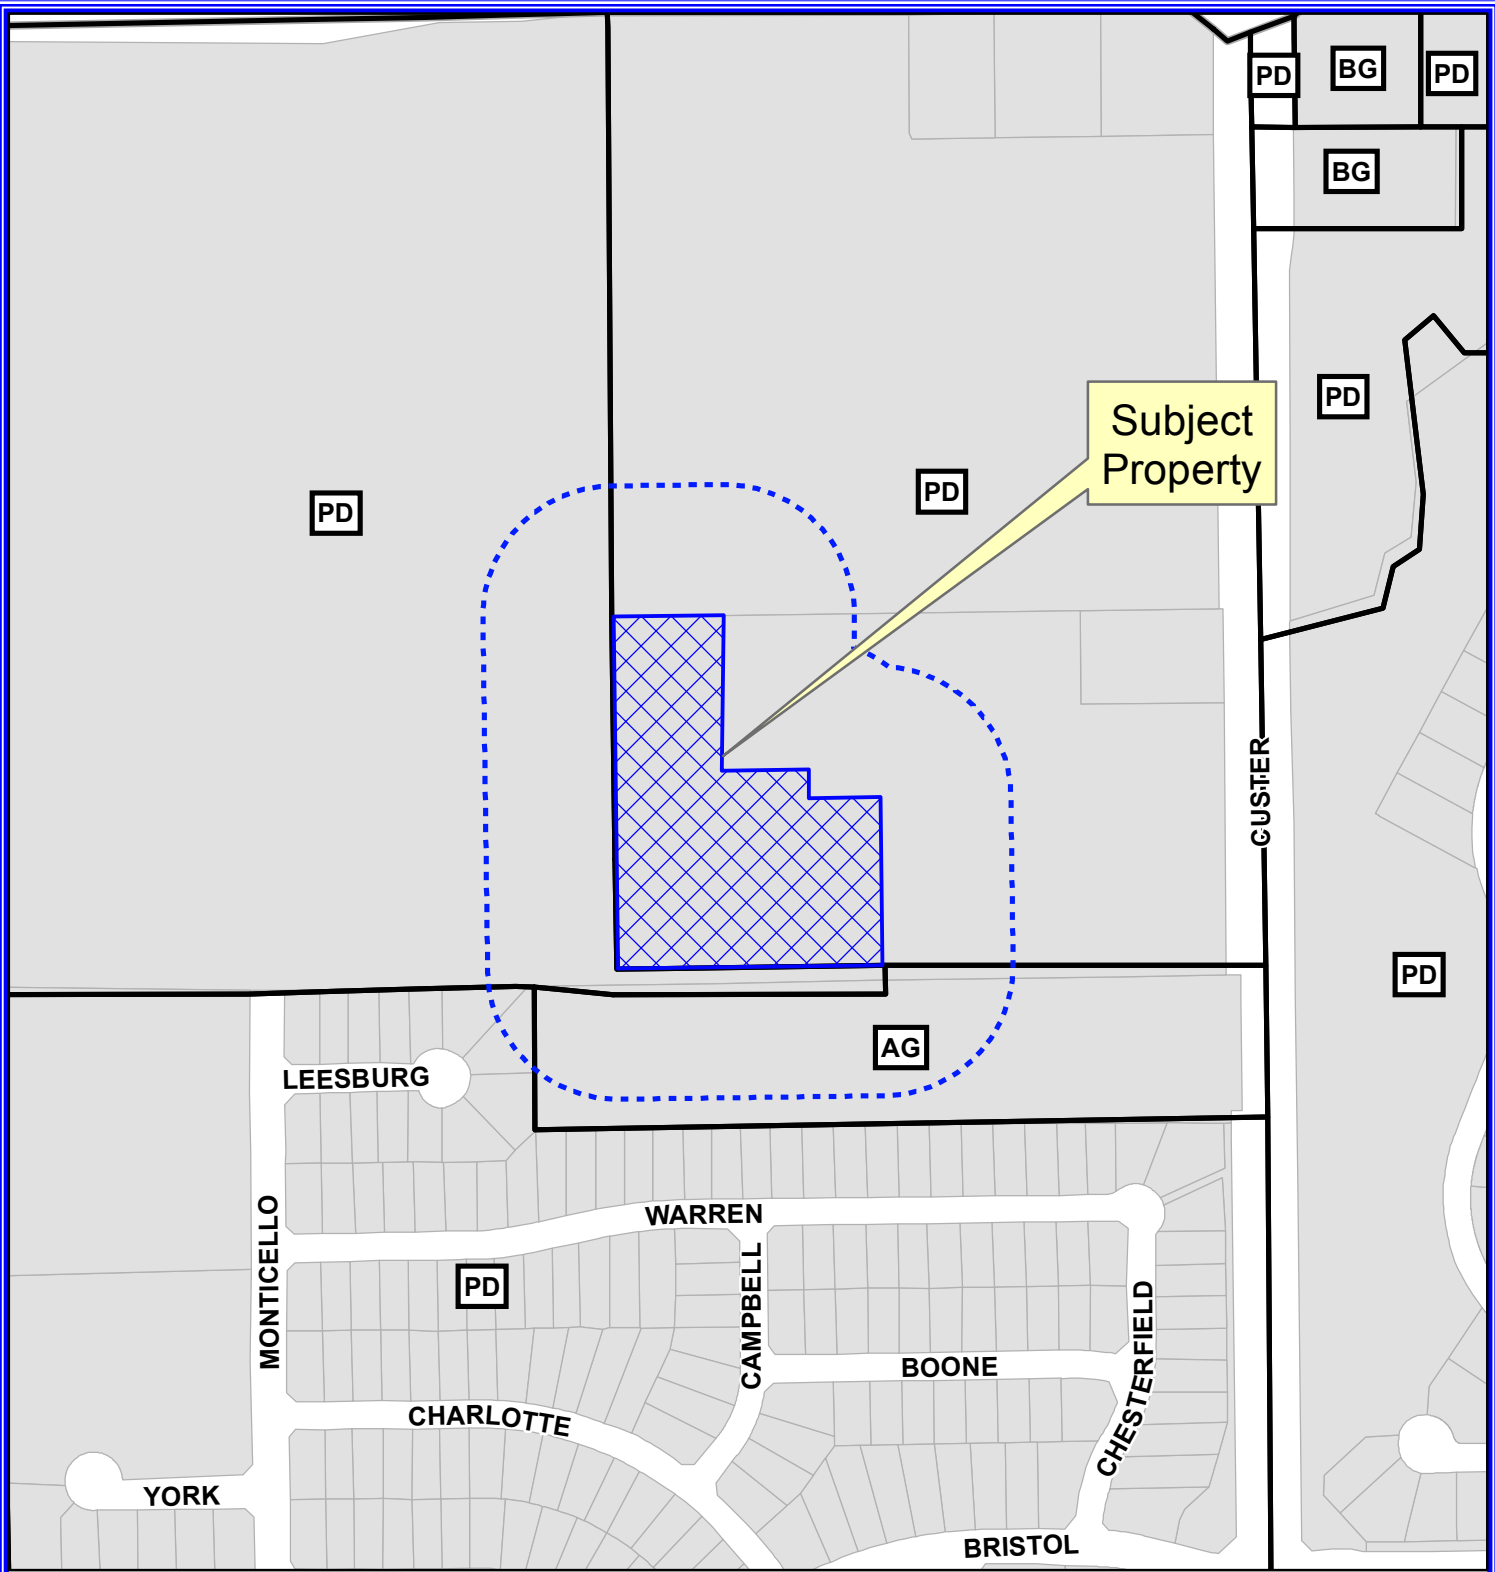 PD
BG
PD
BG
PD
Subject
Property
PD
PD
CUSTER
PD
AG
LEESBURG
MONTICELLO
WARREN
CAMPBELL
PD
CHESTERFIELD
BOONE
CHARLOTTE
YORK
BRISTOL